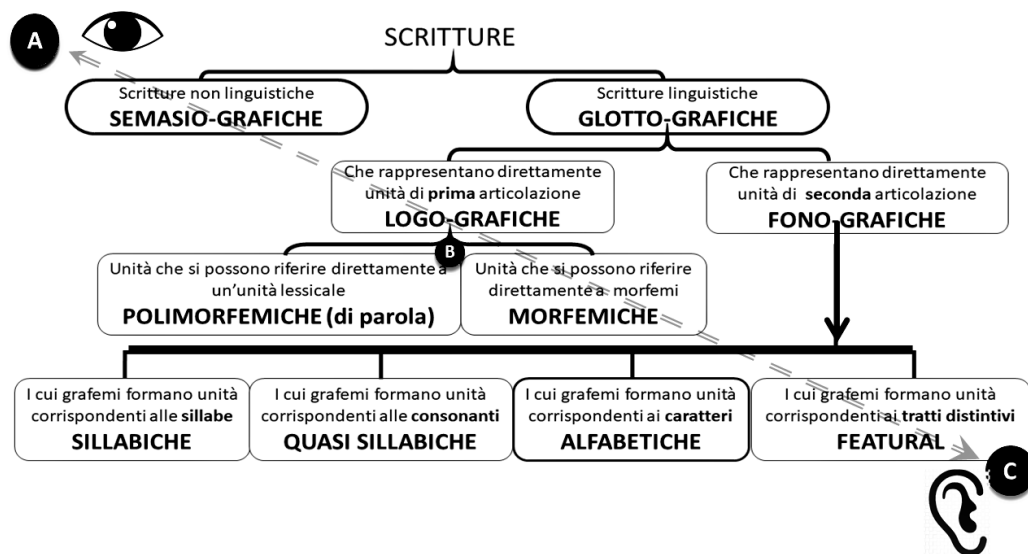 A
SCRITTURE
Scritture non linguistiche
SEMASIO-GRAFICHE
Scritture linguistiche
GLOTTO-GRAFICHE
Che rappresentano direttamente
unità di prima articolazione
LOGO-GRAFICHE
Che rappresentano direttamente
unità di seconda articolazione
FONO-GRAFICHE
B
Unità che si possono riferire direttamente a
un'unità lessicale
POLIMORFEMICHE (di parola)
Unità che si possono riferire
direttamente a morfemi
MORFEMICHE
I cui grafemi formano unità
corrispondenti alle sillabe
SILLABICHE
I cui grafemi formano unità
corrispondenti alle consonanti
QUASI SILLABICHE
I cui grafemi formano unità
corrispondenti ai caratteri
ALFABETICHE
I cui grafemi formano unità
corrispondenti ai tratti distintivi
FEATURAL
C